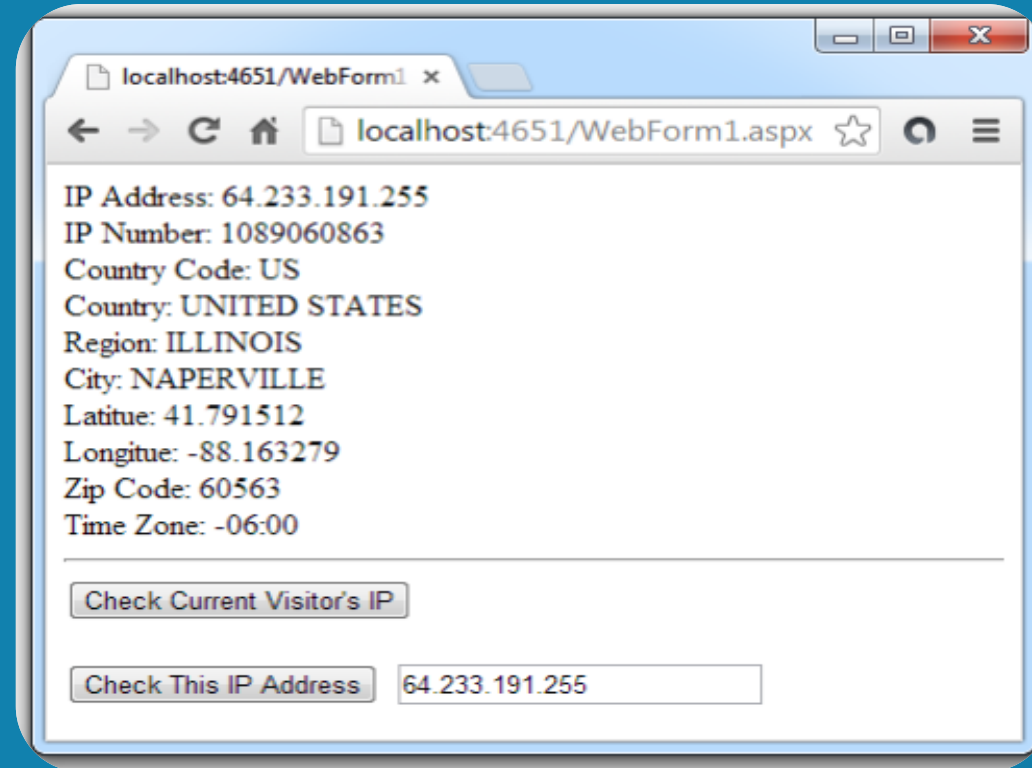 localhost:4651/WebForm1
localhost:4651/WebForm1.aspx
IP Address: 64.233.191.255
IP Number: 1089060863
Country Code: US
Country: UNITED STATES
Region: ILLINOIS
City: NAPERVILLE
Latitue: 41.791512
Longitue: -88.163279
Zip Code: 60563
Time Zone: -06:00
Check Current Visitor's IP
Check This IP Address 64.233.191.255